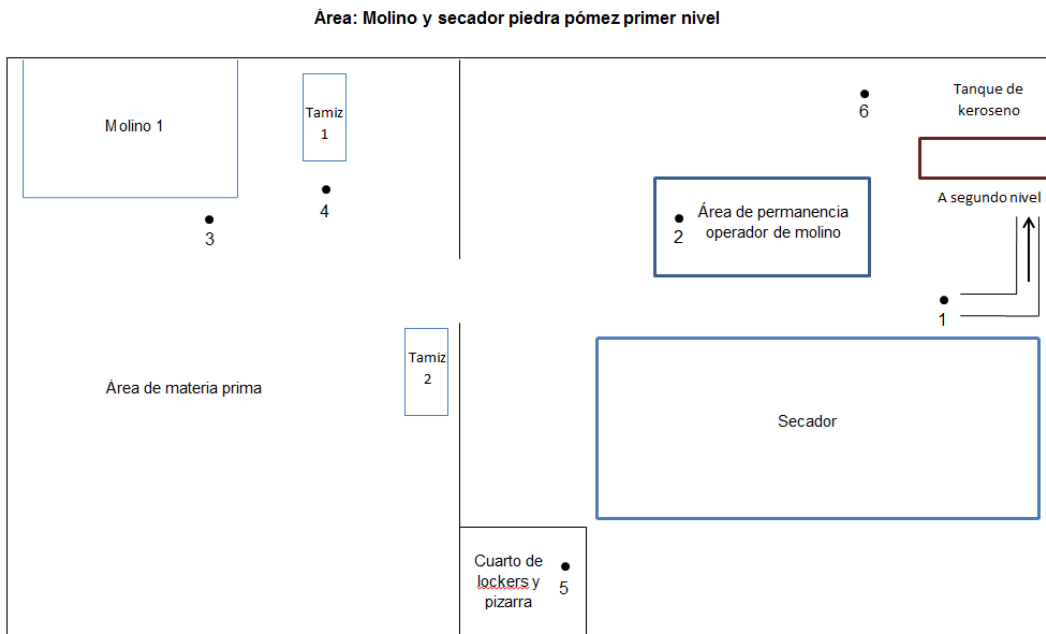 Área: Molino y secador piedra pómez primer nivel
Molino 1
Tamiz
1
3
4
Área de materia prima
Tamiz
2
6
Tanque de
keroseno
A segundo nivel
2
Área de permanencia
operador de molino
1
Secador
Cuarto de
lockers y
pizarra
5